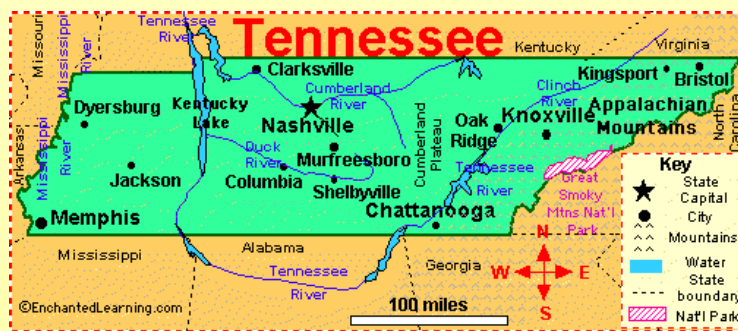 Tennessee
Tennessee
River
Missouri
Mississippi
River
Kentucky
Virginia
Clarksville
Cumberland
River
Kingsport
Bristol
Clinch
River
Dyersburg
Kentucky
Lake
Nashville
Oak
Ridge
Knoxville
Appalachian
Mountains
North
Carolina
Arkansas
Mississippi
River
Duck
River
Murfreesboro
Cumberland
Plateau
Jackson
Columbia
Shelbyville
Tennessee
River
Great
Smoky
Mtns Nat'l
Park
Memphis
Chattanooga
Mississippi
Alabama
Georgia
Tennessee
River
N
W
E
S
100 miles
©EnchantedLearning.com
Key
State
Capital
City
Mountains
Water
State
boundary
Nat'l Park